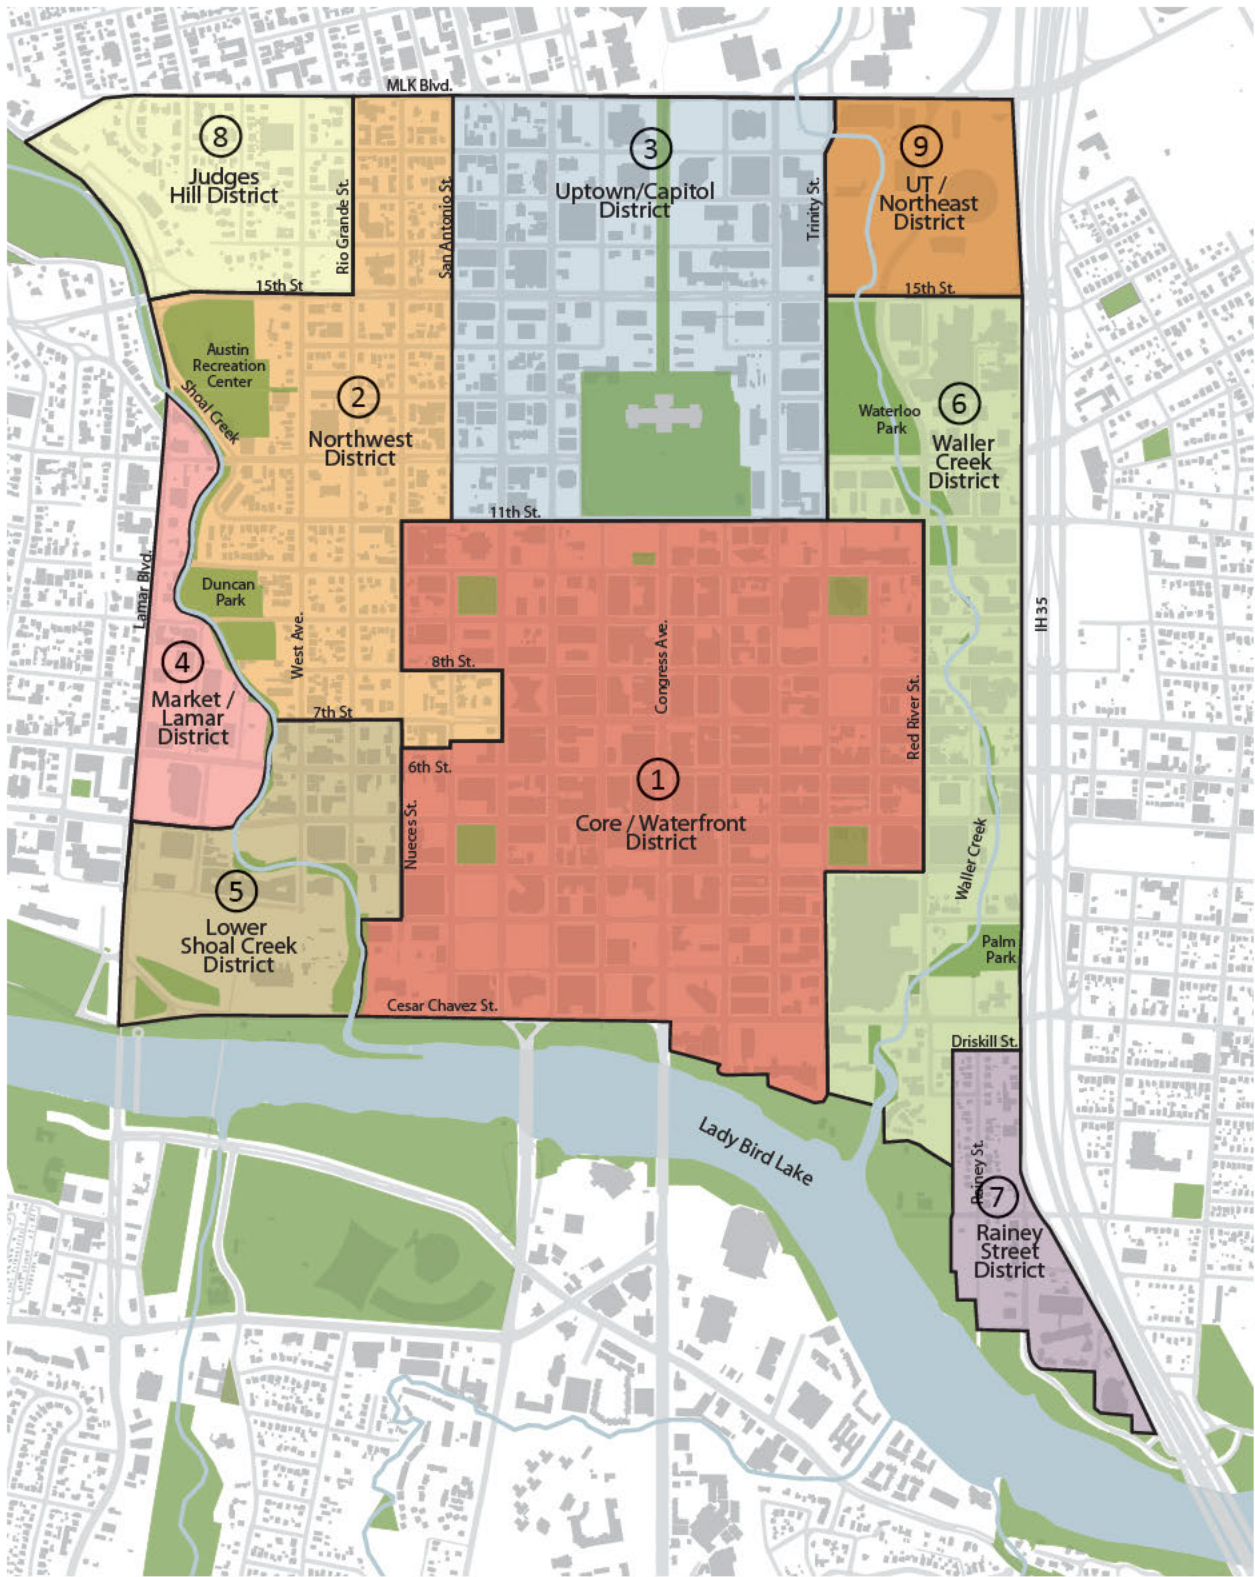 MLK Blvd.
8
Judges
Hill District
Rio Grande St.
San Antonio St.
3
Uptown/Capitol
District
Trinity St.
9
UT /
Northeast
District
15th St
15th St.
Austin
Recreation
Center
Shoal Creek
2
Northwest
District
Waterloo
Park
6
Waller
Creek
District
11th St.
Lamar Blvd.
Duncan
Park
West Ave.
IH 35
4
Market /
Lamar
District
8th St.
Congress Ave.
Red River St.
7th St
6th St.
1
Core / Waterfront
District
Nueces St.
Waller Creek
5
Lower
Shoal Creek
District
Palm
Park
Cesar Chavez St.
Driskill St.
Lady Bird Lake
Rainey St.
7
Rainey
Street
District